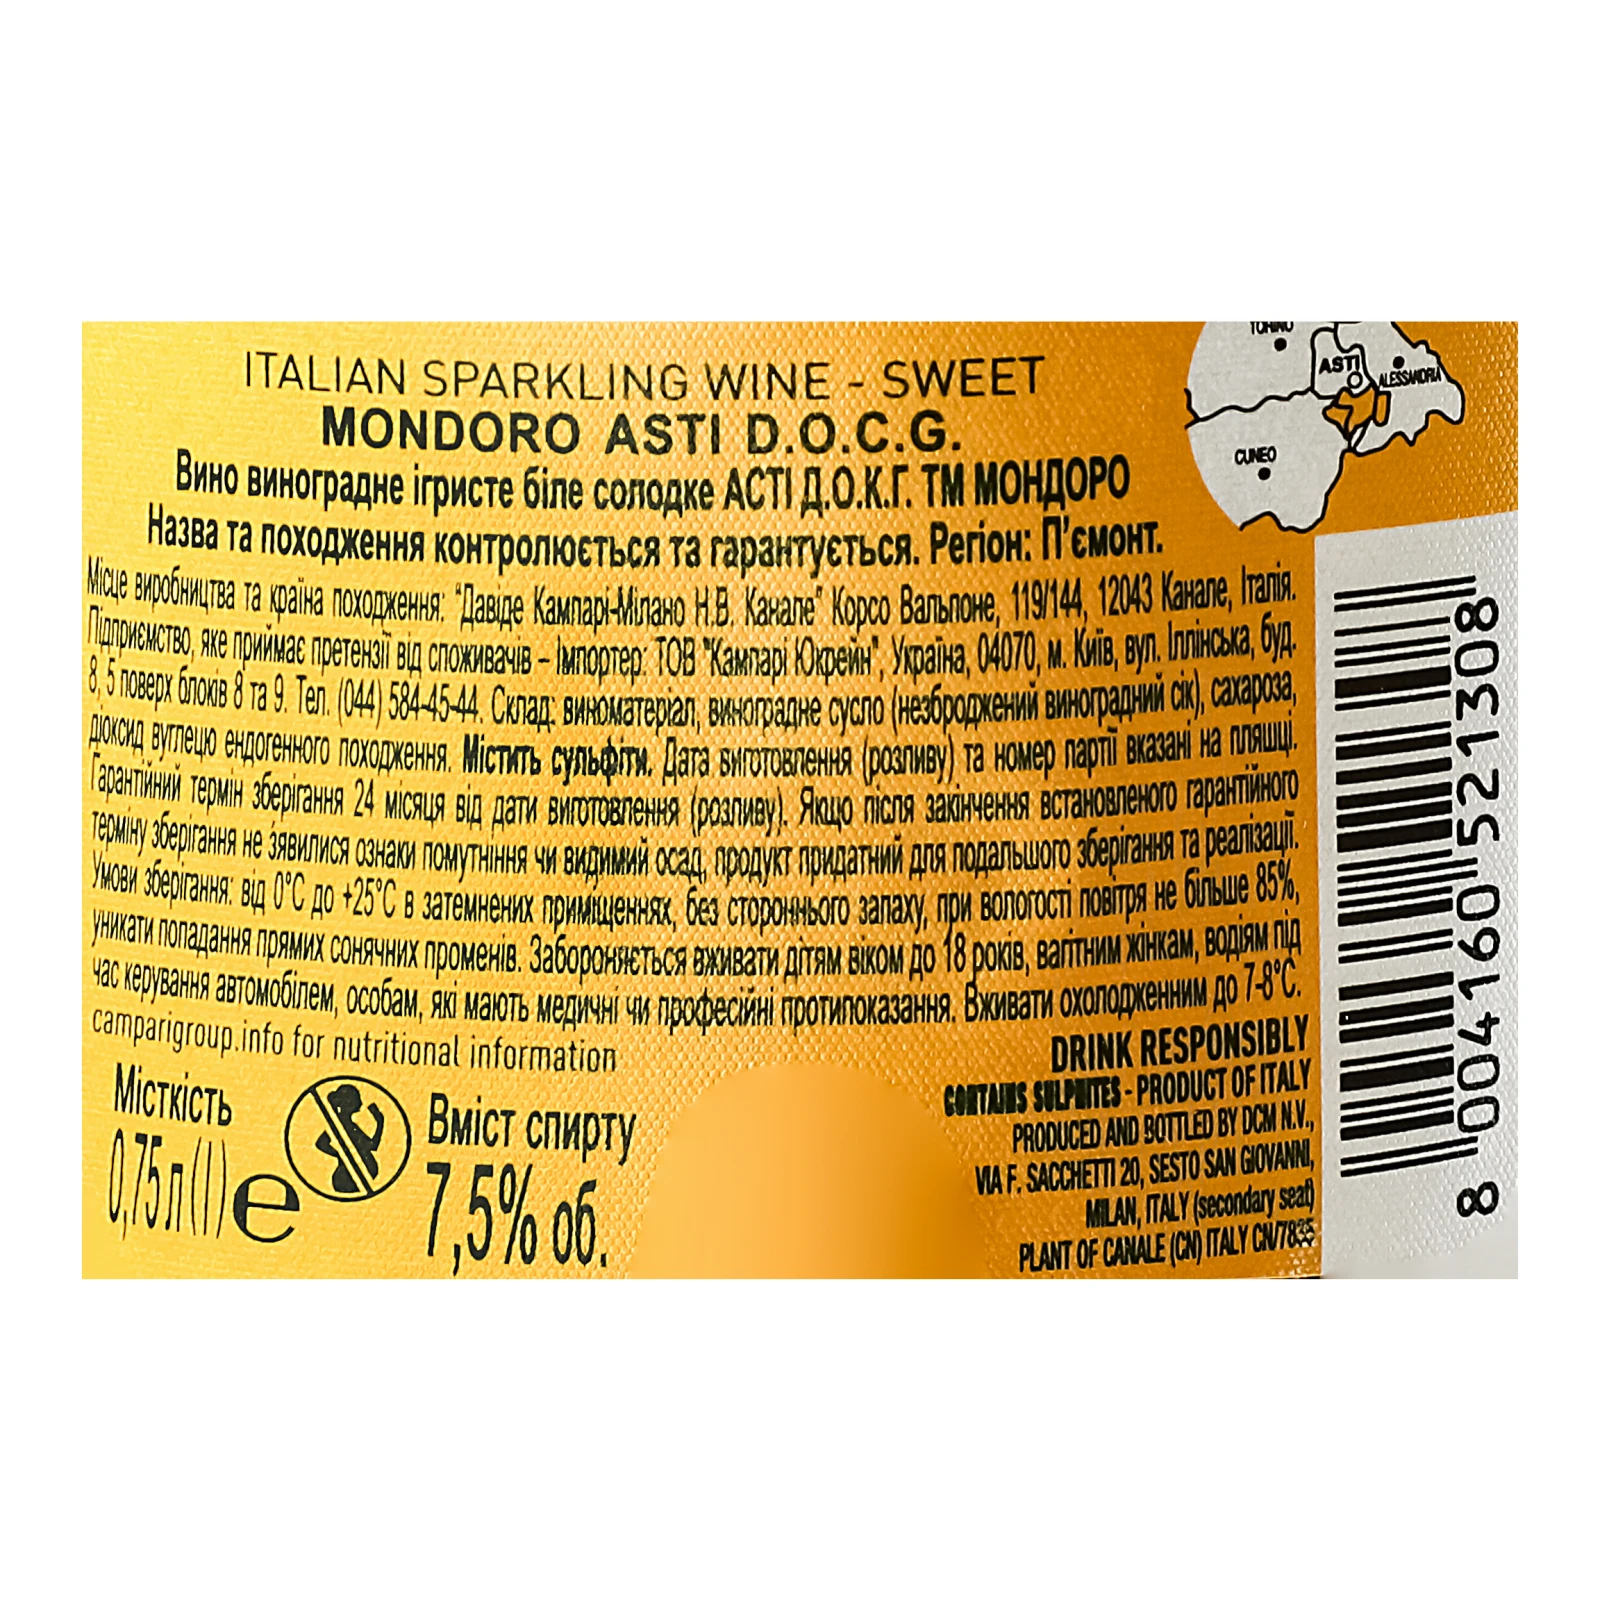 TORINO
ASTI
ALESSANDRIA
CUNEO
ITALIAN SPARKLING WINE - SWEET
MONDORO ASTI D.O.C.G.
Вино виноградне ігристе біле солодке АСТІ Д.О.К.Г. ТМ МОНДОРО
Назва та походження контролюється та гарантується. Регіон: П'ємонт.
Місце виробництва та країна походження: "Давіде Кампарі-Мілано Н.В. Канале" Корсо Вальпоне, 119/144, 12043 Канале, Італія.
Підприємство, яке приймає претензії від споживачів – Імпортер: ТОВ "Кампарі Юкрейн", Україна, 04070, м. Київ, вул. Іллінська, буд.
8, 5 поверх блоків 8 та 9. Тел. (044) 584-45-44. Склад: виноматеріал, виноградне сусло (незброджений виноградний сік), сахароза,
діоксид вуглецю ендогенного походження. Містить сульфіти. Дата виготовлення (розливу) та номер партії вказані на пляшці.
Гарантійний термін зберігання 24 місяця від дати виготовлення (розливу). Якщо після закінчення встановленого гарантійного
терміну зберігання не з'явилися ознаки помутніння чи видимий осад, продукт придатний для подальшого зберігання та реалізації.
Умови зберігання: від 0°С до +25°С в затемнених приміщеннях, без стороннього запаху, при вологості повітря не більше 85%,
уникати попадання прямих сонячних променів. Забороняється вживати дітям віком до 18 років, вагітним жінкам, водіям під
час керування автомобілем, особам, які мають медичні чи професійні протипоказання. Вживати охолодженним до 7-8°С.
camparigroup.info for nutritional information
Місткість
0,75 л (l) e
Вміст спирту
7,5% об.
DRINK RESPONSIBLY
CONTAINS SULPHITES - PRODUCT OF ITALY
PRODUCED AND BOTTLED BY DCM N.V.,
VIA F. SACCHETTI 20, SESTO SAN GIOVANNI,
MILAN, ITALY (secondary seat)
PLANT OF CANALE (CN) ITALY
8 004160 521308